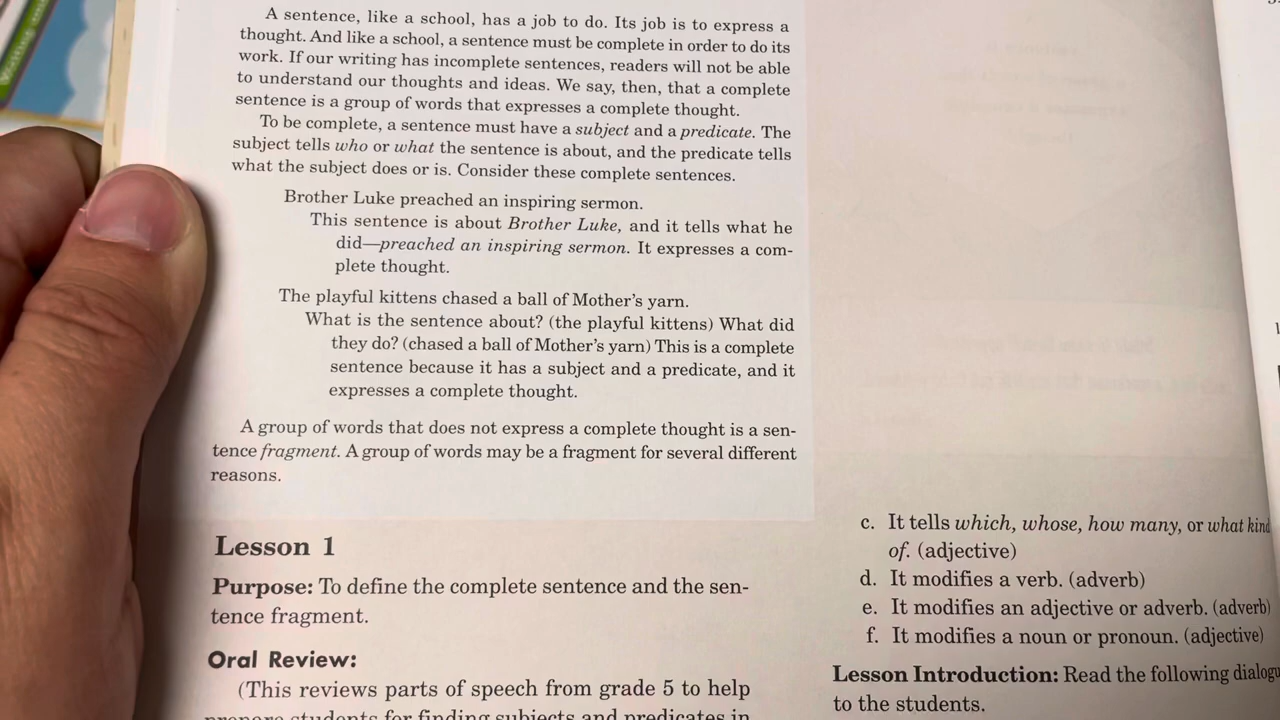 A sentence, like a school, has a job to do. Its job is to express a
thought. And like a school, a sentence must be complete in order to do its
work. If our writing has incomplete sentences, readers will not be able
to understand our thoughts and ideas. We say, then, that a complete
sentence is a group of words that expresses a complete thought.
To be complete, a sentence must have a subject and a predicate. The
subject tells who or what the sentence is about, and the predicate tells
what the subject does or is. Consider these complete sentences.
Brother Luke preached an inspiring sermon.
This sentence is about Brother Luke, and it tells what he
did—preached an inspiring sermon. It expresses a com-
plete thought.
The playful kittens chased a ball of Mother's yarn.
What is the sentence about? (the playful kittens) What did
they do? (chased a ball of Mother's yarn) This is a complete
sentence because it has a subject and a predicate, and it
expresses a complete thought.
A group of words that does not express a complete thought is a sen-
tence fragment. A group of words may be a fragment for several different
reasons.
Lesson 1
Purpose: To define the complete sentence and the sen-
tence fragment.
Oral Review:
(This reviews parts of speech from grade 5 to help
prepare students for finding subjects and predicates in
c. It tells which, whose, how many, or what kind
of. (adjective)
d. It modifies a verb. (adverb)
e. It modifies an adjective or adverb. (adverb)
f. It modifies a noun or pronoun. (adjective)
Lesson Introduction: Read the following dialogu
to the students.